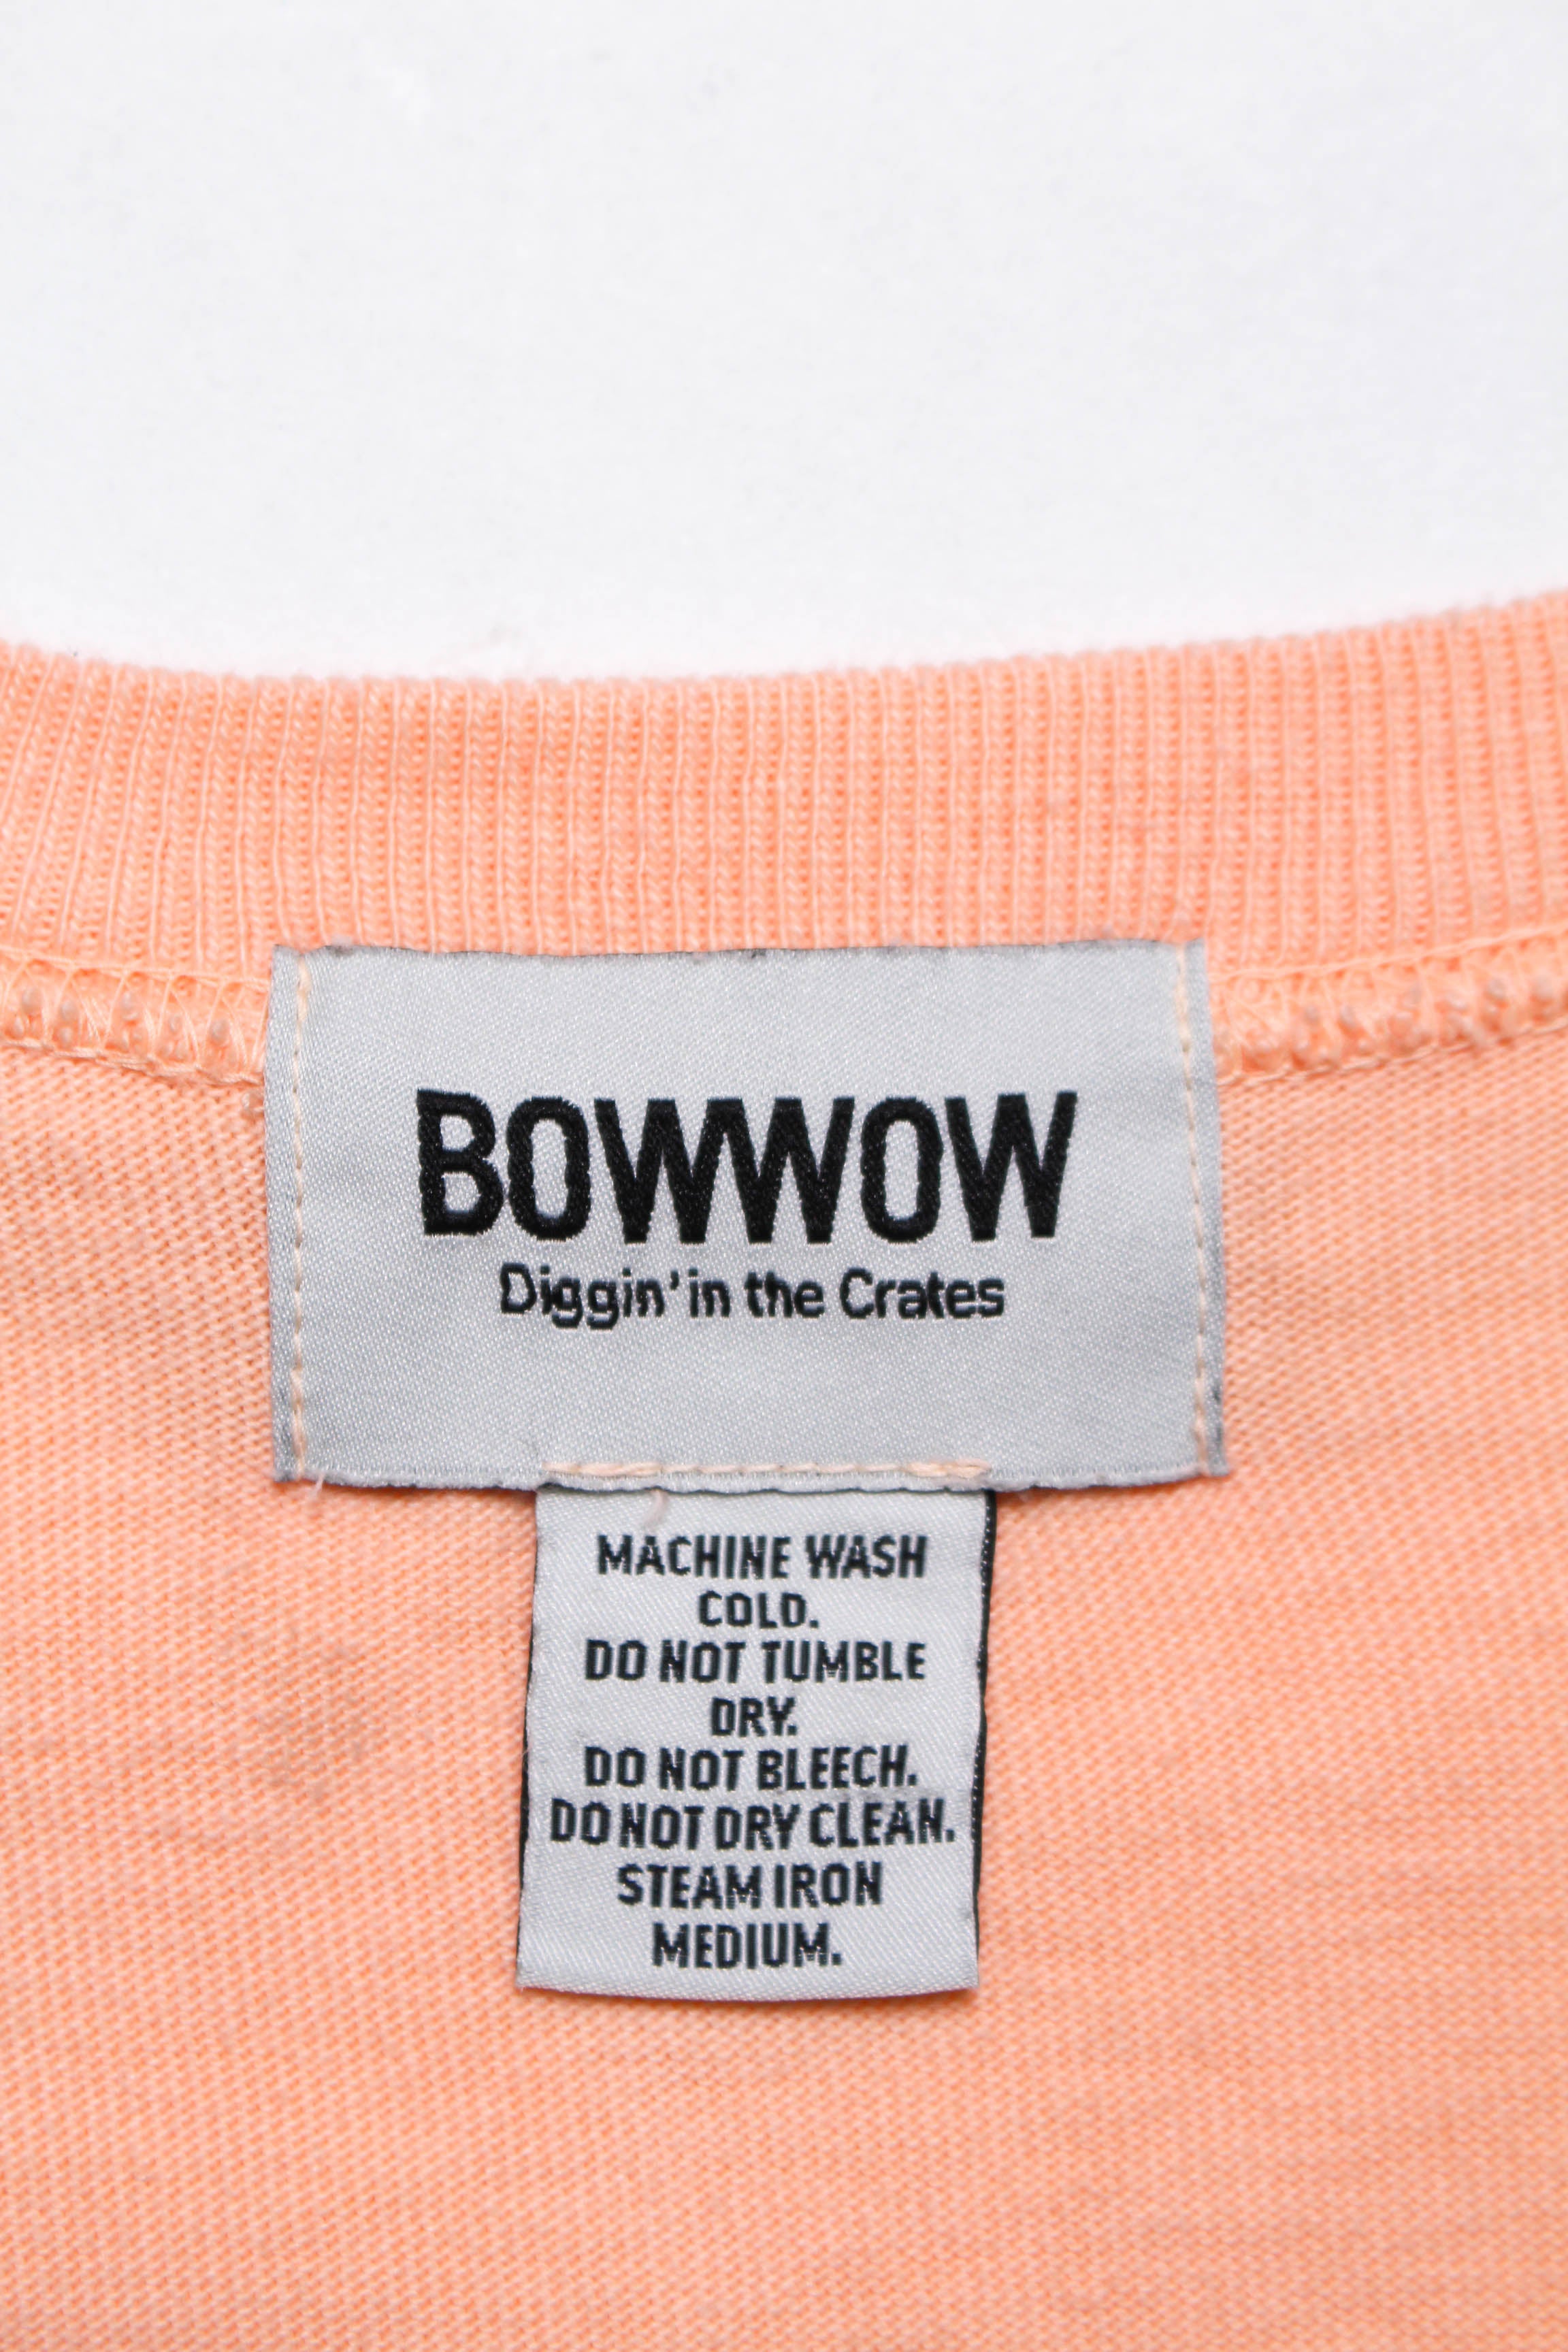 BOWWOW
Diggin' in the Crates
MACHINE WASH
COLD.
DO NOT TUMBLE
DRY.
DO NOT BLEECH.
DO NOT DRY CLEAN.
STEAM IRON
MEDIUM.